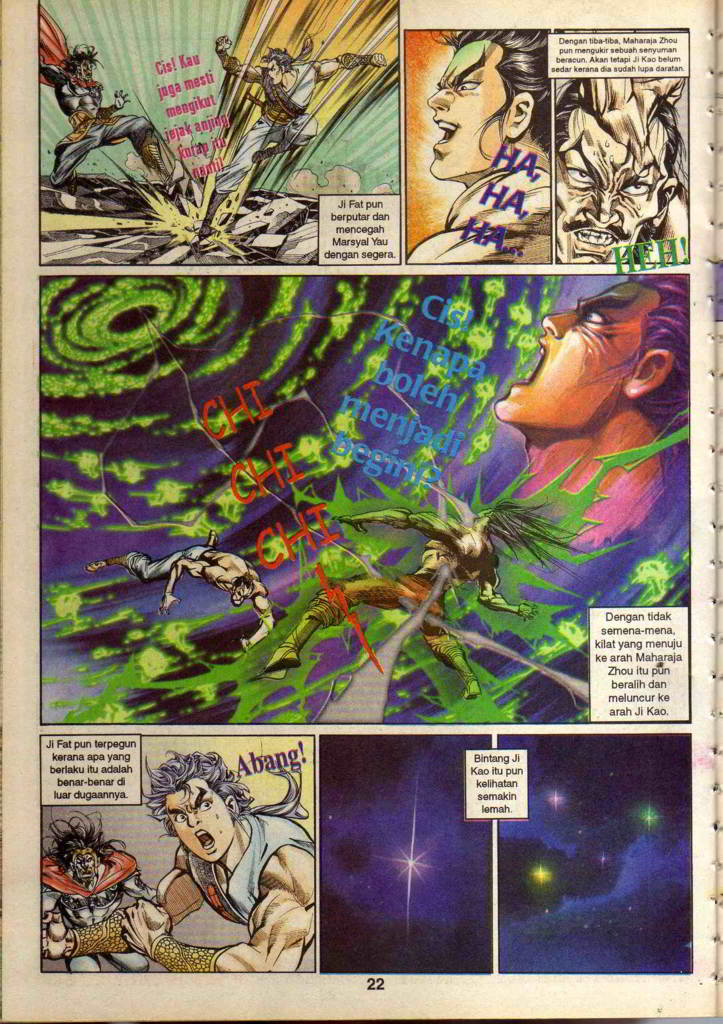 Cis! Kau
juga mesti
mengikut
jejak anjing
kurap itu
nanti!
Ji Fat pun
berputar dan
mencegah
Marsyal Yau
dengan segera.
HA,
HA,
HA...
Dengan tiba-tiba, Maharaja Zhou
pun mengukir sebuah senyuman
beracun. Akan tetapi Ji Kao belum
sedar kerana dia sudah lupa daratan.
HEH!
Cis!
Kenapa
boleh
menjadi
begini?
CHI
CHI
CHI
Dengan tidak
semena-mena,
kilat yang menuju
ke arah Maharaja
Zhou itu pun
beralih dan
meluncur ke
arah Ji Kao.
Ji Fat pun terpegun
kerana apa yang
berlaku itu adalah
benar-benar di
luar dugaannya.
Abang!
Bintang Ji
Kao itu pun
kelihatan
semakin
lemah.
22